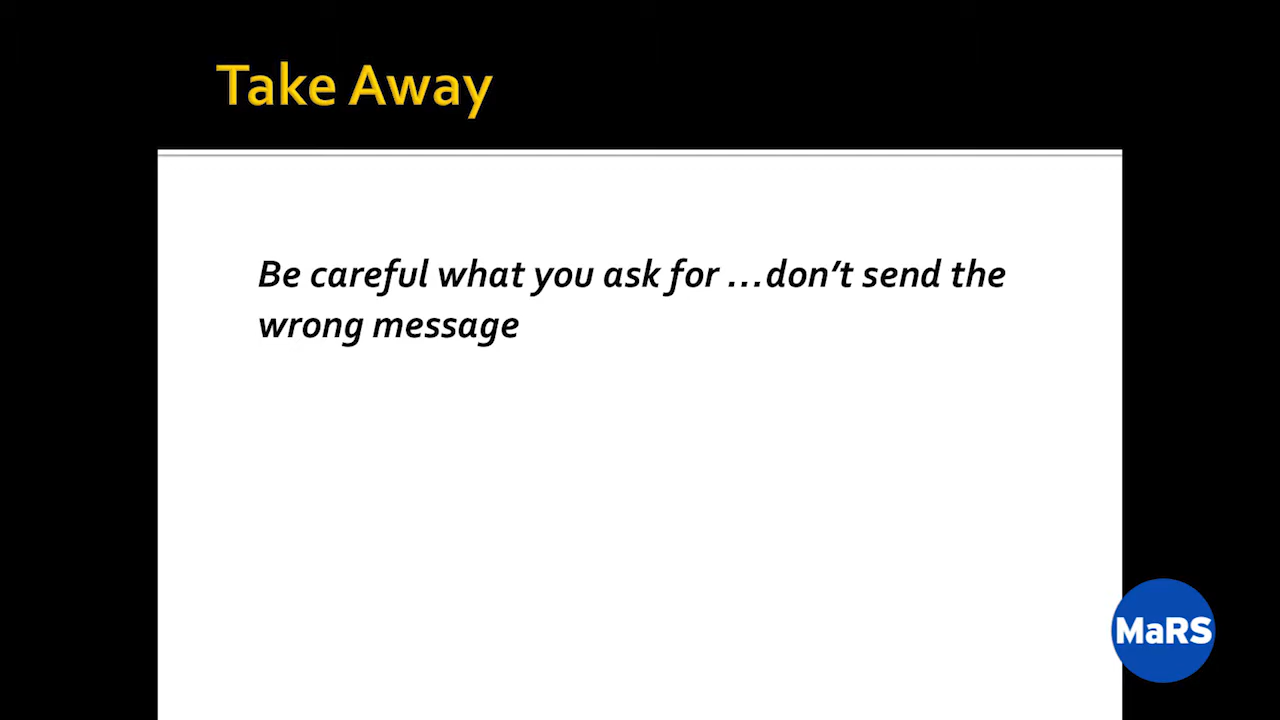 Take Away
Be careful what you ask for ...don’t send the
wrong message
MaRS